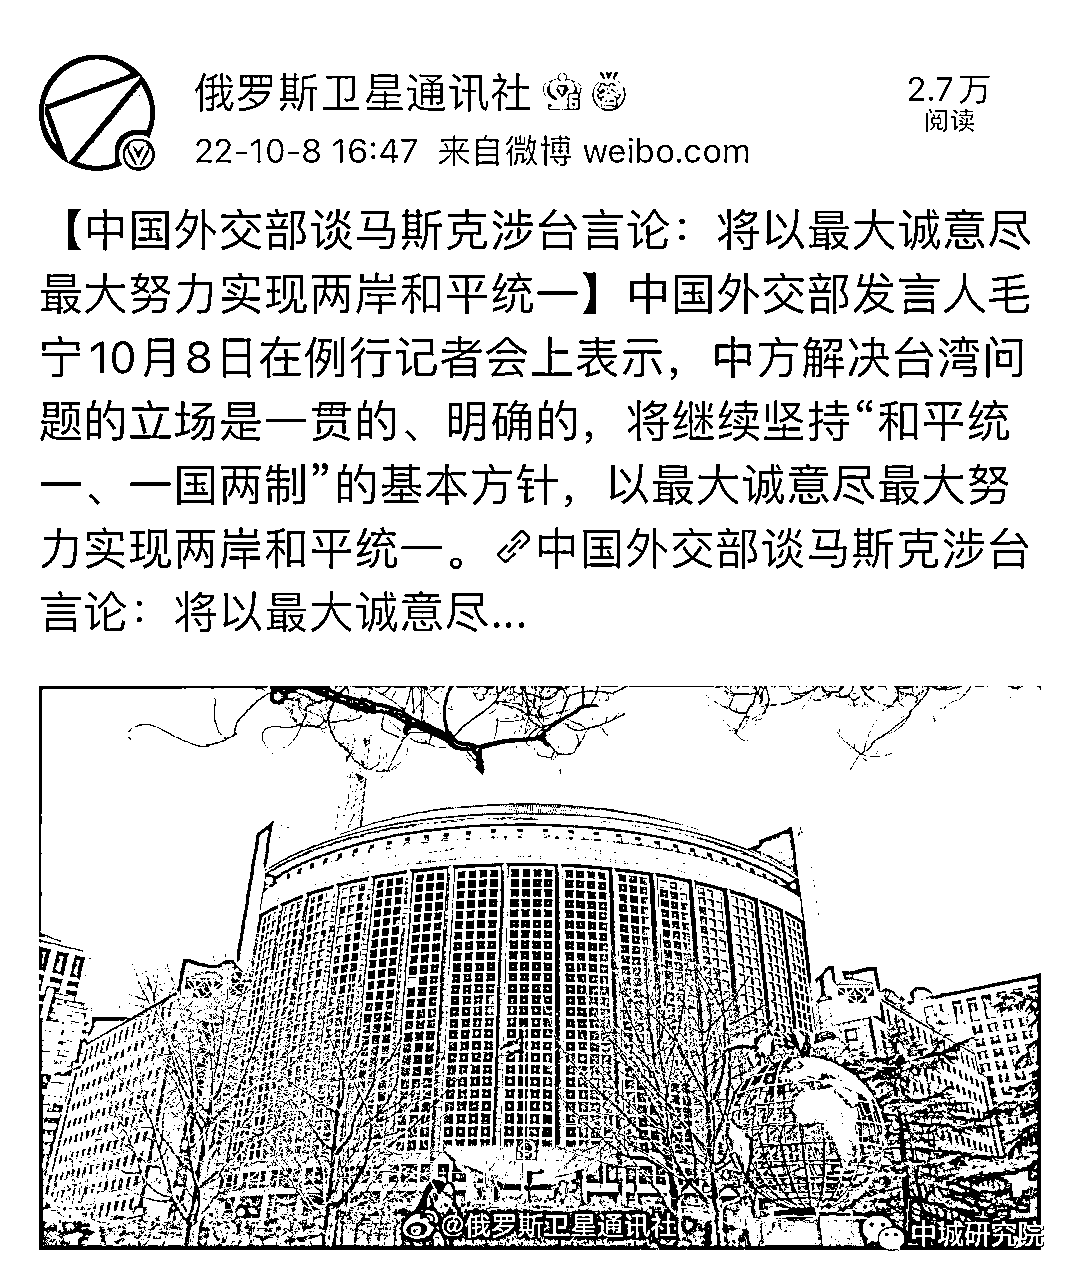 俄罗斯卫星通讯社
2.7万
阅读
22-10-8 16:47 来自微博 weibo.com
【中国外交部谈马斯克涉台言论：将以最大诚意尽
最大努力实现两岸和平统一】中国外交部发言人毛
宁10月8日在例行记者会上表示，中方解决台湾问
题的立场是一贯的、明确的，将继续坚持“和平统
一、一国两制”的基本方针，以最大诚意尽最大努
力实现两岸和平统一。中国外交部谈马斯克涉台
言论：将以最大诚意尽...
@俄罗斯卫星通讯社
中城研究院